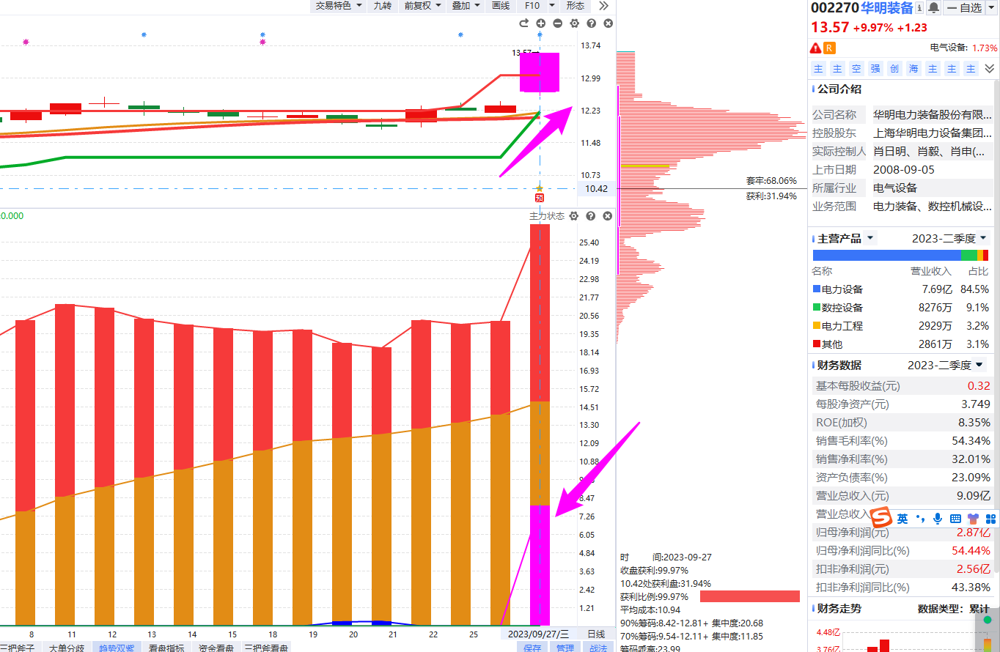 交易特色 九转 前复权 叠加 画线 F10 形态
13.57
13.74
12.99
12.23
11.48
10.73
10.42
预
0.000
主力状态
25.40
24.19
22.98
21.77
20.56
19.35
18.14
16.93
15.72
14.51
13.30
12.09
10.88
8.47
7.26
6.05
4.84
3.63
2.42
1.21
8 11 12 13 14 15 18 19 20 21 22 25 2023/09/27/三 日线
三把斧子 大单分歧 趋势双紫 看盘指标 资金看盘 三把斧看盘 保存 管理 战法
套牢:68.06%
获利:31.94%
时 间:2023-09-27
收盘获利:99.97%
10.42处获利盘:31.94%
获利比例:99.97%
平均成本:10.94
90%筹码:8.42-12.81+ 集中度:20.68
70%筹码:9.54-12.11+ 集中度:11.85
筹码乖离:23.99
002270 华明装备 自选
13.57 +9.97% +1.23
R 电气设备: 1.73%
主 主 空 强 创 海 主 主 主
公司介绍
公司名称 华明电力装备股份有限...
控股股东 上海华明电力设备集团...
实际控制人 肖日明、肖毅、肖申(...
上市日期 2008-09-05
所属行业 电气设备
业务范围 电力装备、数控机械设...
主营产品 2023-二季度
名称 营业收入 占比
电力设备 7.69亿 84.5%
数控设备 8276万 9.1%
电力工程 2929万 3.2%
其他 2861万 3.1%
财务数据 2023-二季度
基本每股收益(元) 0.32
每股净资产(元) 3.749
ROE(加权) 8.35%
销售毛利率(%) 54.34%
销售净利率(%) 32.01%
资产负债率(%) 23.09%
营业总收入(元) 9.09亿
营业总收入
S 英
归母净利润(元) 2.87亿
归母净利润同比(%) 54.44%
扣非净利润(元) 2.56亿
扣非净利润同比(%) 43.38%
财务走势 数据类型: 累计
4.48亿
3.76亿